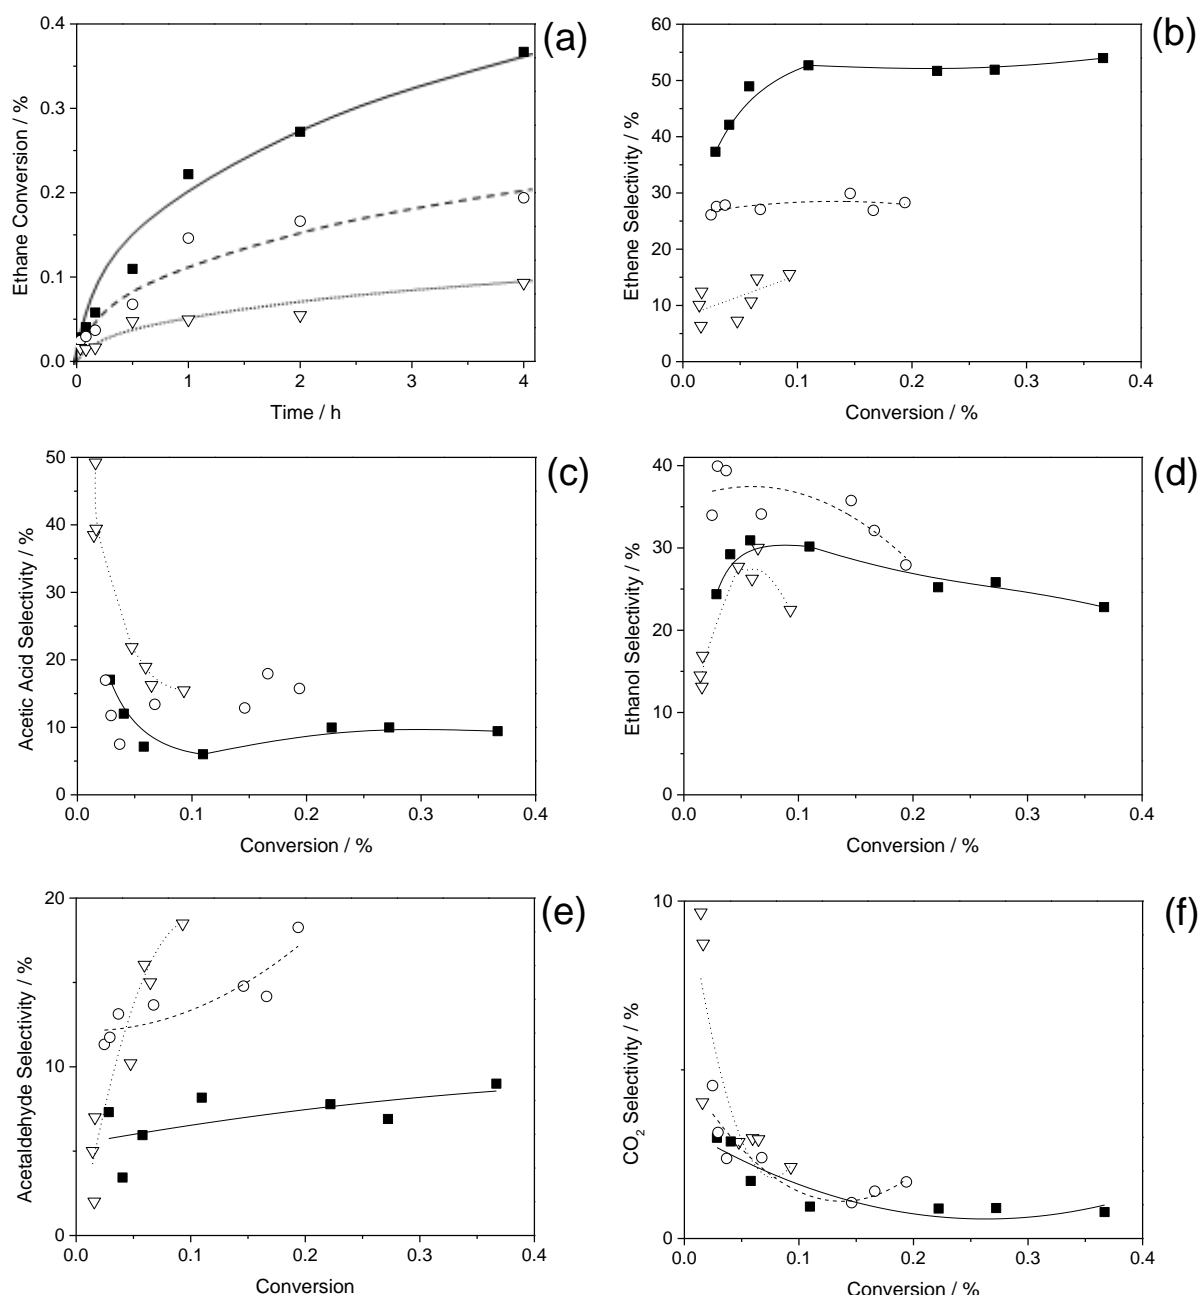 (a)
0.4
0.3
0.2
0.1
0.0
Ethane Conversion / %
0 1 2 3 4
Time / h
(b)
60
50
40
30
20
10
0
Ethene Selectivity / %
0.0 0.1 0.2 0.3 0.4
Conversion / %
(c)
50
40
30
20
10
0
Acetic Acid Selectivity / %
0.0 0.1 0.2 0.3 0.4
Conversion / %
(d)
40
30
20
10
0
Ethanol Selectivity / %
0.0 0.1 0.2 0.3 0.4
Conversion / %
(e)
20
10
0
Acetaldehyde Selectivity / %
0.0 0.1 0.2 0.3 0.4
Conversion
(f)
10
5
0
CO2 Selectivity / %
0.0 0.1 0.2 0.3 0.4
Conversion / %